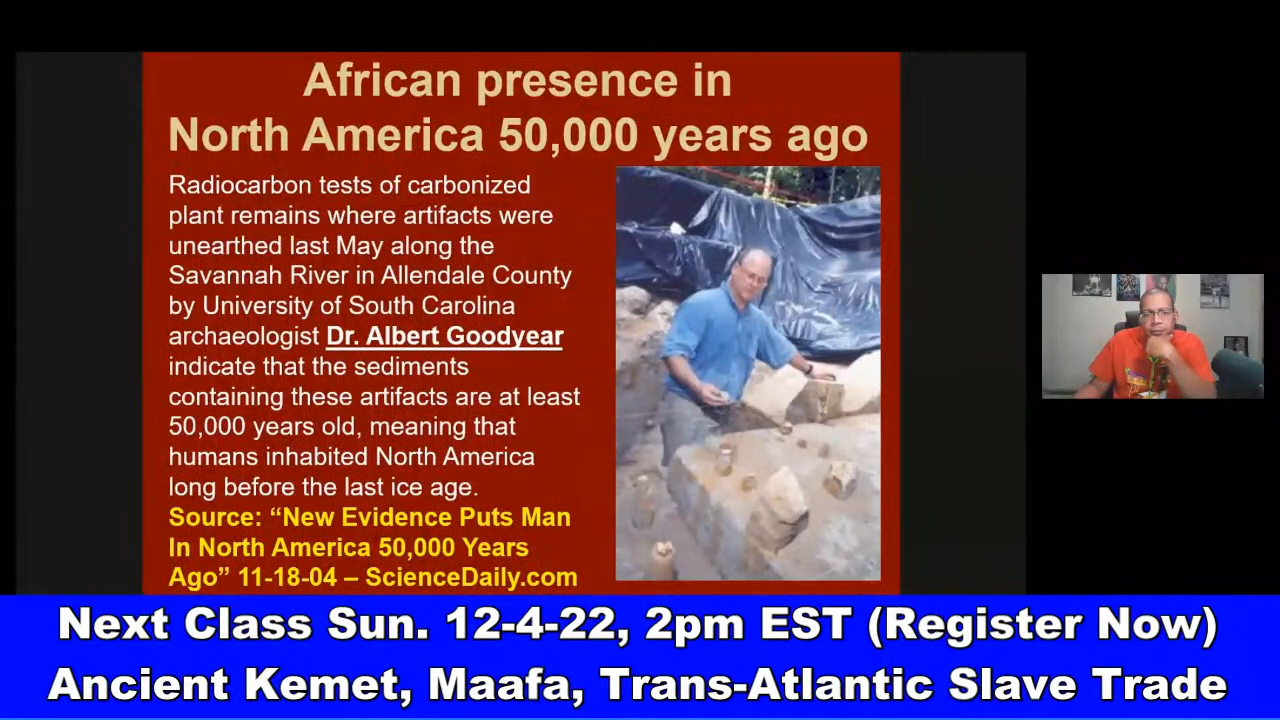 African presence in
North America 50,000 years ago
Radiocarbon tests of carbonized
plant remains where artifacts were
unearthed last May along the
Savannah River in Allendale County
by University of South Carolina
archaeologist Dr. Albert Goodyear
indicate that the sediments
containing these artifacts are at least
50,000 years old, meaning that
humans inhabited North America
long before the last ice age.
Source: “New Evidence Puts Man
In North America 50,000 Years
Ago” 11-18-04 – ScienceDaily.com
Next Class Sun. 12-4-22, 2pm EST (Register Now)
Ancient Kemet, Maafa, Trans-Atlantic Slave Trade